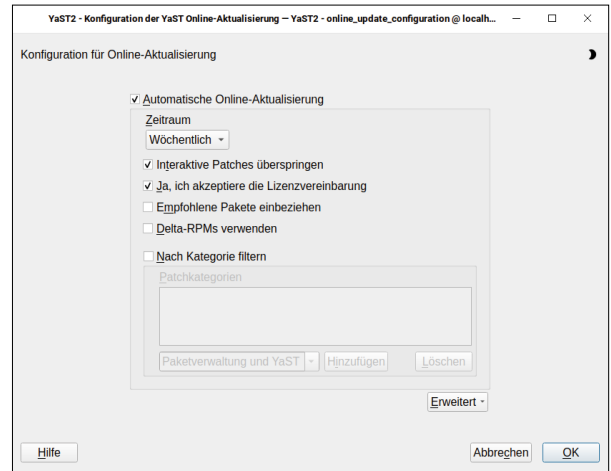 YaST2 - Konfiguration der YaST Online-Aktualisierung — YaST2 - online_update_configuration @ localh...
Konfiguration für Online-Aktualisierung
Automatische Online-Aktualisierung
Zeitraum
Wöchentlich
Interaktive Patches überspringen
Ja, ich akzeptiere die Lizenzvereinbarung
Empfohlene Pakete einbeziehen
Delta-RPMs verwenden
Nach Kategorie filtern
Patchkategorien
Paketverwaltung und YaST Hinzufügen Löschen
Erweitert
Hilfe Abbrechen OK